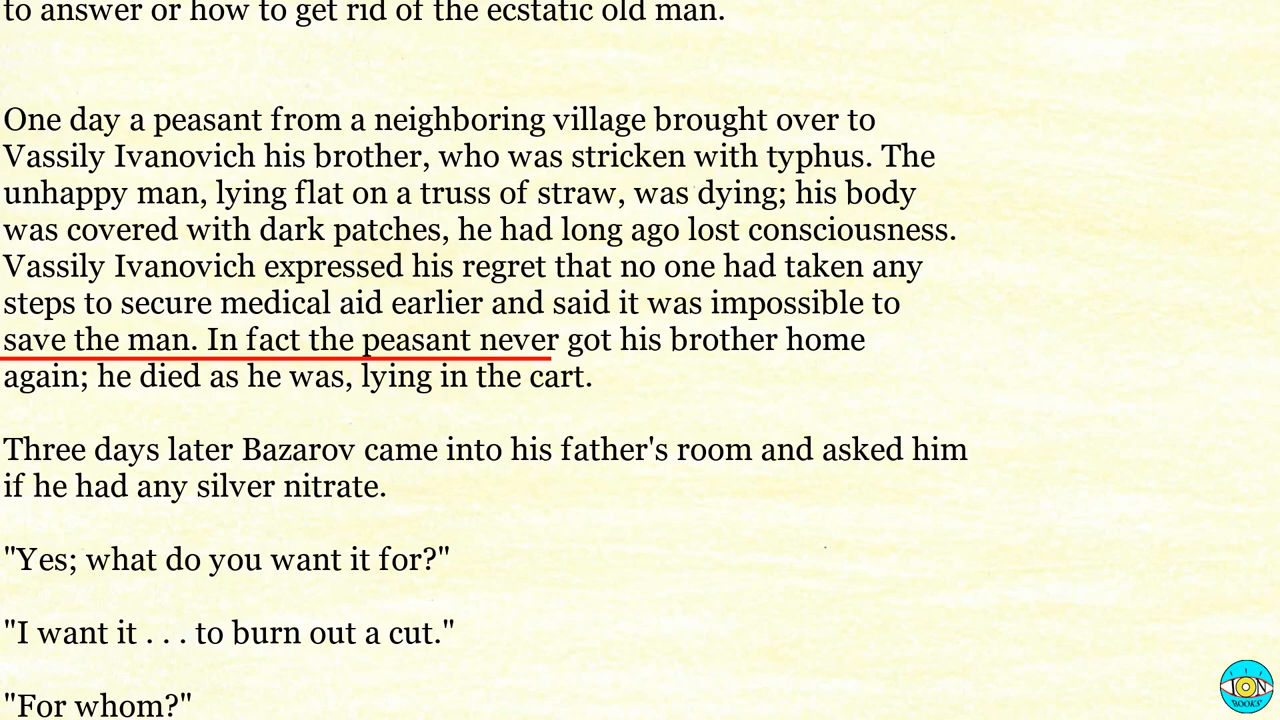 to answer or how to get rid of the ecstatic old man.
One day a peasant from a neighboring village brought over to
Vassily Ivanovich his brother, who was stricken with typhus. The
unhappy man, lying flat on a truss of straw, was dying; his body
was covered with dark patches, he had long ago lost consciousness.
Vassily Ivanovich expressed his regret that no one had taken any
steps to secure medical aid earlier and said it was impossible to
save the man. In fact the peasant never got his brother home
again; he died as he was, lying in the cart.
Three days later Bazarov came into his father's room and asked him
if he had any silver nitrate.
"Yes; what do you want it for?"
"I want it . . . to burn out a cut."
"For whom?"
ION
BOOKS